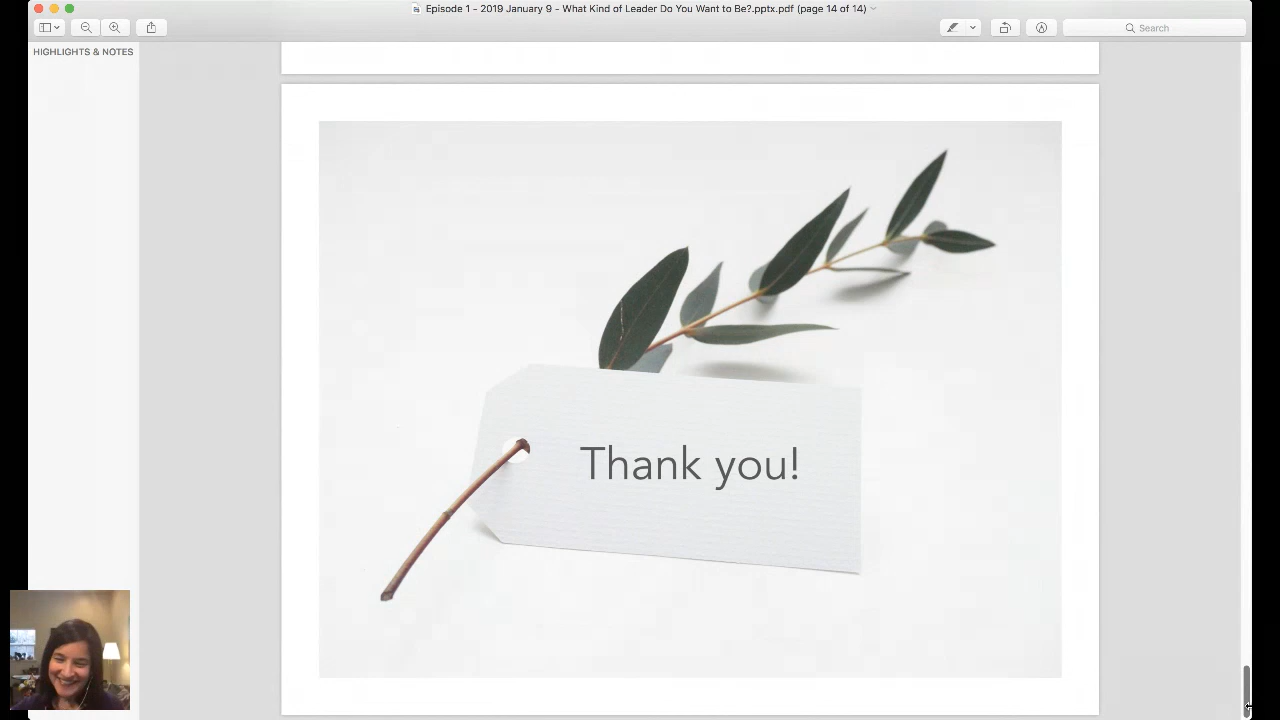 Episode 1 - 2019 January 9 - What Kind of Leader Do You Want to Be?.pptx.pdf (page 14 of 14)
Search
HIGHLIGHTS & NOTES
Thank you!